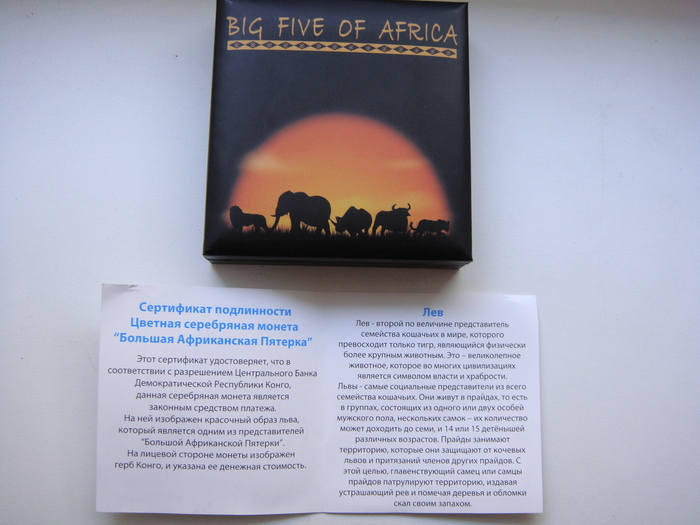 BIG FIVE OF AFRICA
Сертификат подлинности
Цветная серебряная монета
“Большая Африканская Пятерка”
Этот сертификат удостоверяет, что в
соответствии с разрешением Центрального Банка
Демократической Республики Конго,
данная серебряная монета является
законным средством платежа.
На ней изображен красочный образ льва,
который является одним из представителей
“Большой Африканской Пятерки”.
На лицевой стороне монеты изображен
герб Конго, и указана ее денежная стоимость.
Лев
Лев - второй по величине представитель
семейства кошачьих в мире, которого
превосходит только тигр, являющийся физически
более крупным животным. Это – великолепное
животное, которое во многих цивилизациях
является символом власти и храбрости.
Львы - самые социальные представители из всего
семейства кошачьих. Они живут в прайдах, то есть
в группах, состоящих из одного или двух особей
мужского пола, нескольких самок – их количество
может доходить до семи, и 14 или 15 детёнышей
различных возрастов. Прайды занимают
территорию, которые они защищают от кочевых
львов и притязаний членов других прайдов. С
этой целью, главенствующий самец или самцы
прайдов патрулируют территорию, издавая
устрашающий рев и помечая деревья и обломки
скал своим запахом.